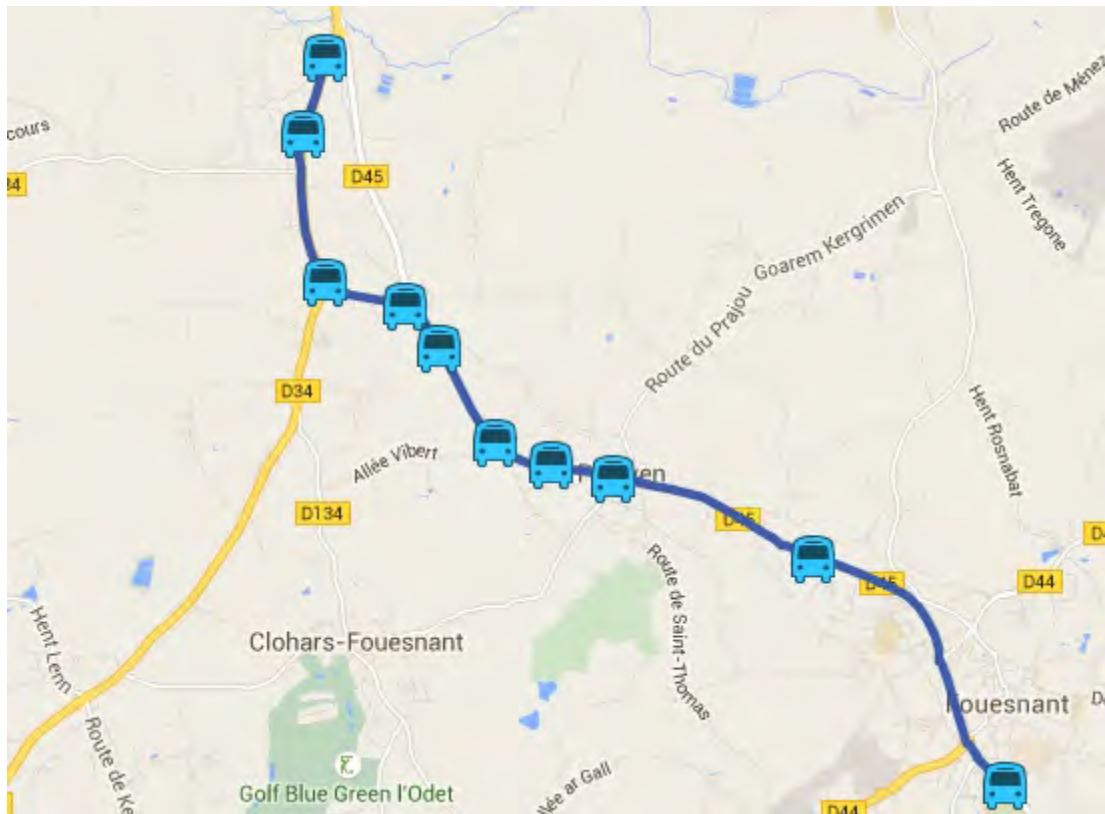 Route de Ménez
cours
D45
34
Hent Tregone
Goarem Kergrimen
Route du Prajou
D34
Hent Rosnabat
Allée Vibert
D134
D45
D4
D45
D44
Route de Saint-Thomas
Hent Lenn
Clohars-Fouesnant
Fouesnant
Route de Ke
Golf Blue Green l'Odet
lée ar Gall
D44